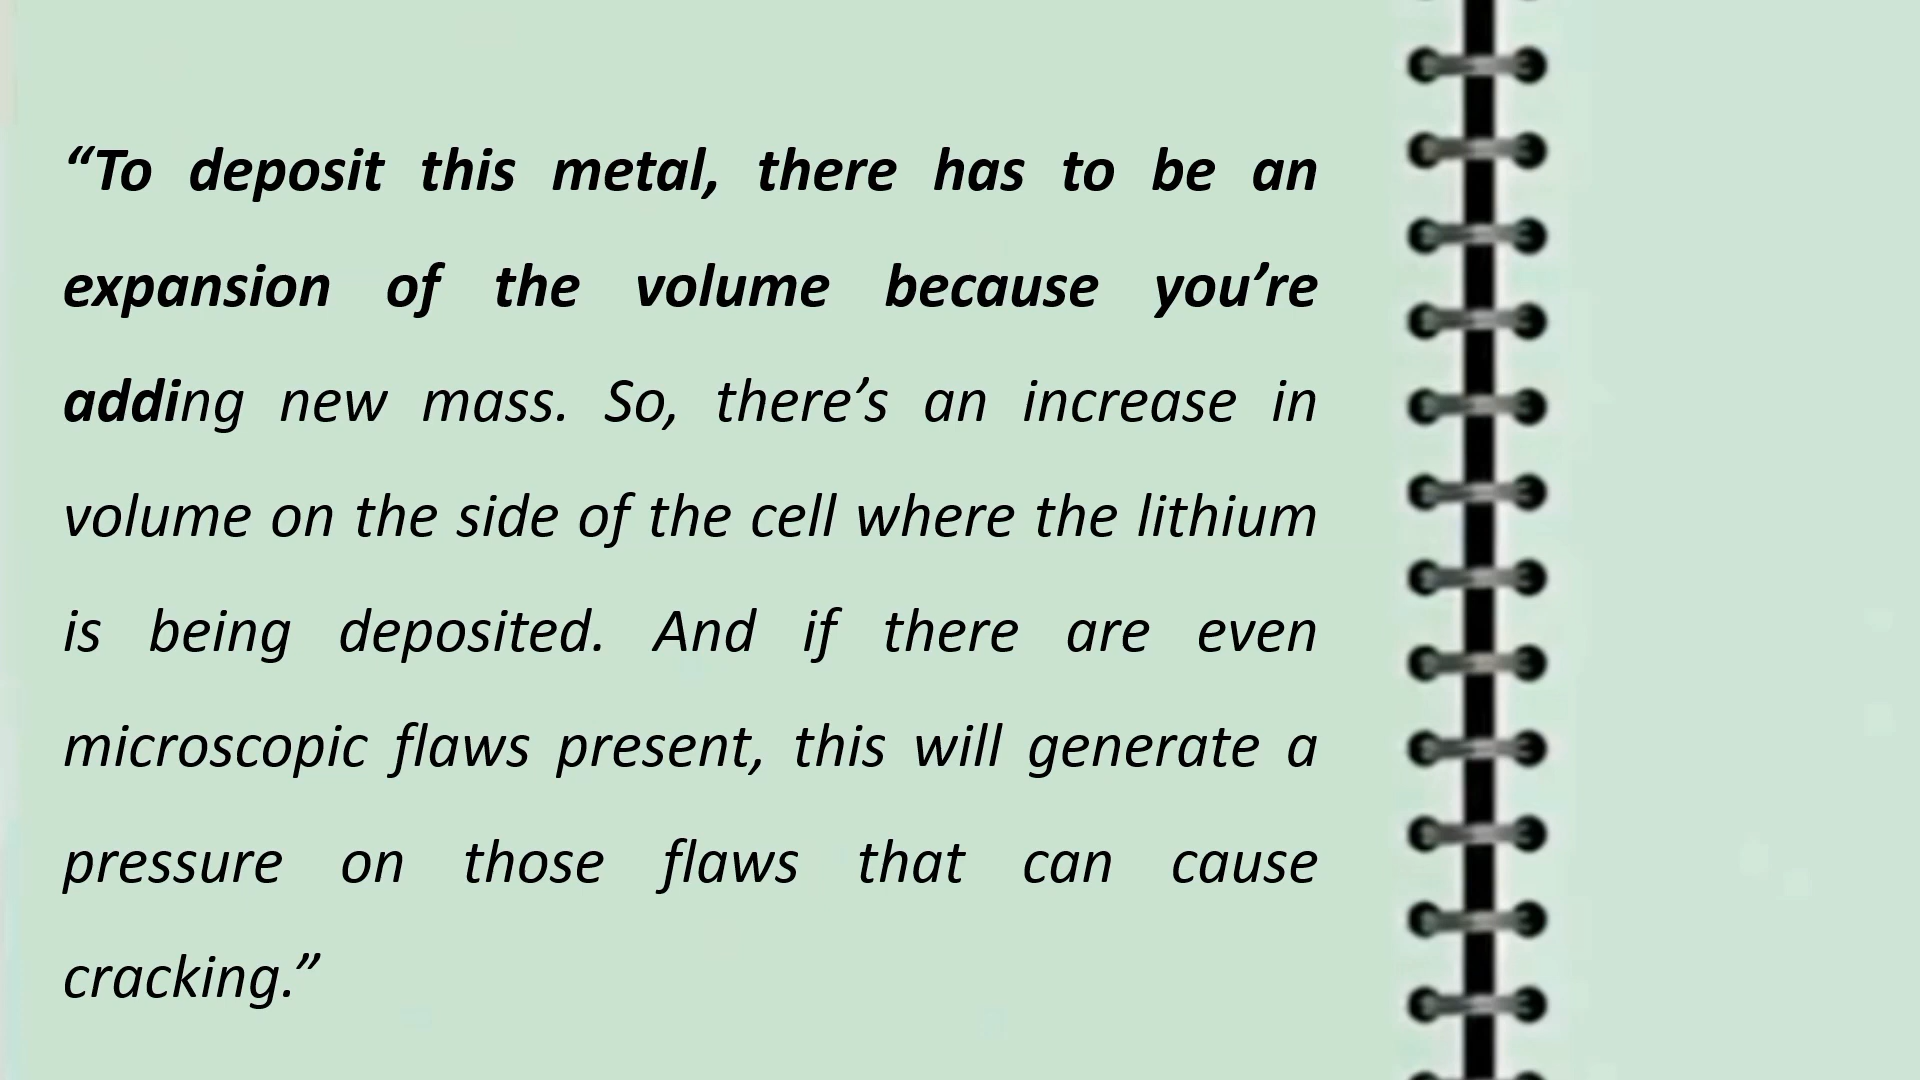 “To deposit this metal, there has to be an
expansion of the volume because you’re
adding new mass. So, there’s an increase in
volume on the side of the cell where the lithium
is being deposited. And if there are even
microscopic flaws present, this will generate a
pressure on those flaws that can cause
cracking.”